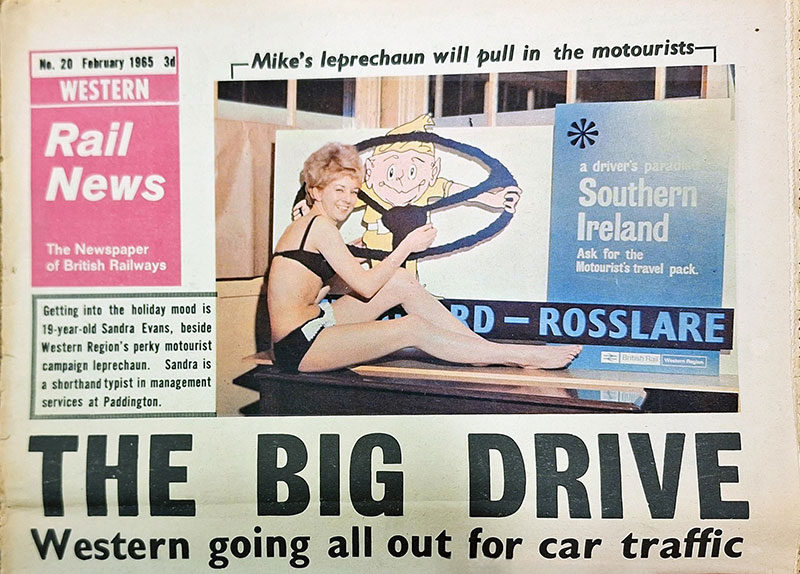 No. 20 February 1965 3d
WESTERN
Rail
News
The Newspaper
of British Railways
Mike's leprechaun will pull in the motourists
a driver's
Southern
Ireland
Ask for the
Motourist's travel pack.
RD – ROSSLARE
British Rail Western Region
Getting into the holiday mood is
19-year-old Sandra Evans, beside
Western Region's perky motourist
campaign leprechaun. Sandra is
a shorthand typist in management
services at Paddington.
THE BIG DRIVE
Western going all out for car traffic